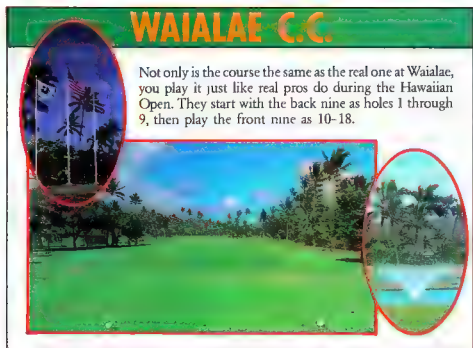 WAIALAE C.C.
Not only is the course the same as the real one at Waialae,
you play it just like real pros do during the Hawaiian
Open. They start with the back nine as holes 1 through
9, then play the front nine as 10-18.